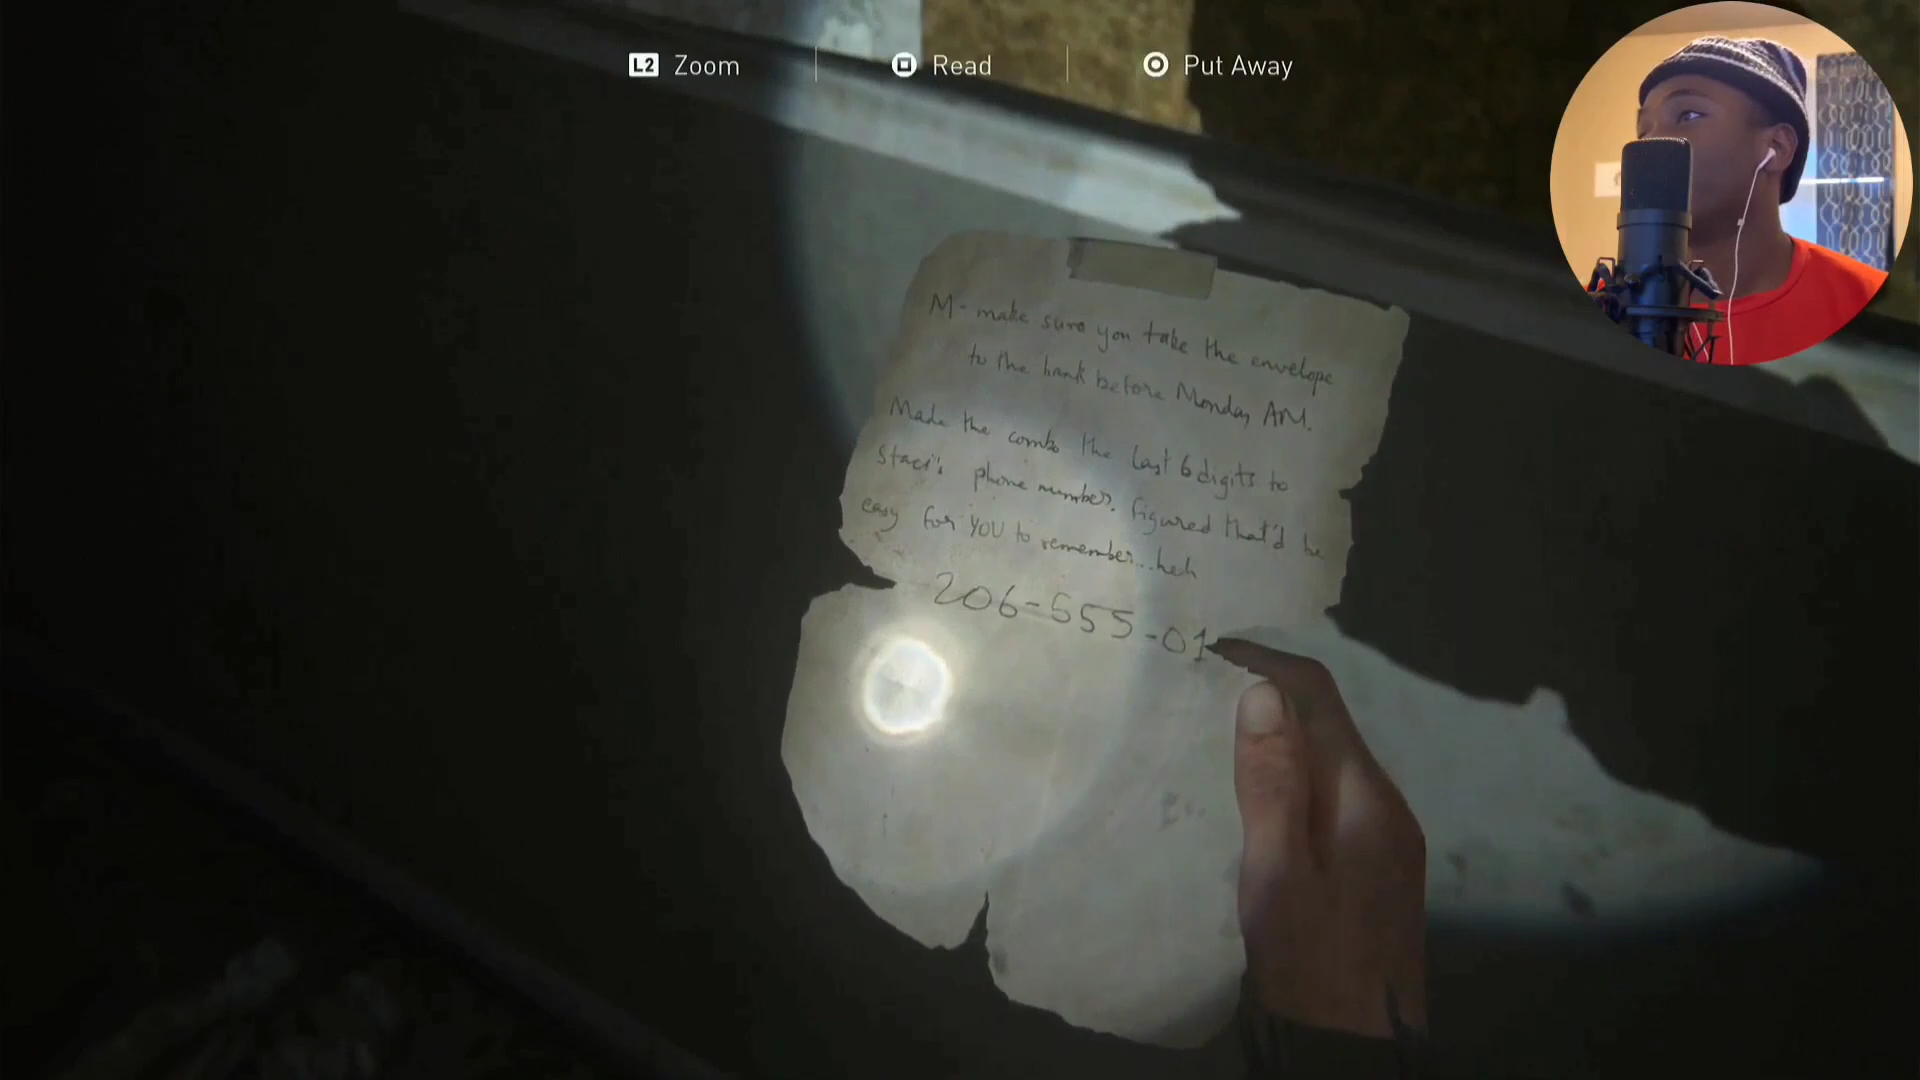 L2 Zoom Read Put Away
M- make sure you take the envelope
to the bank before Monday AM.
Made the combo the last 6 digits to
Staci's phone number. figured that'd be
easy for YOU to remember...heh
206-555-01